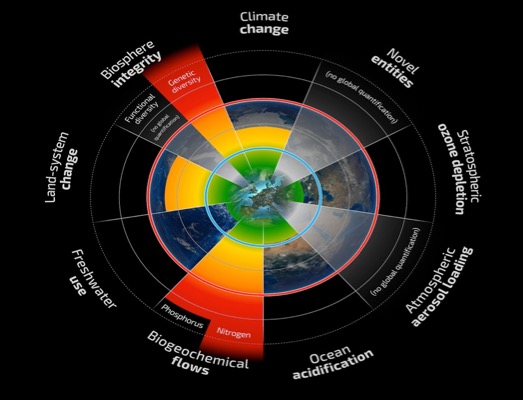 Climate
change
Novel
entities
(no global quantification)
Stratospheric
ozone depletion
Atmospheric
aerosol loading
(no global quantification)
Ocean
acidification
Biogeochemical
flows
Phosphorus
Nitrogen
Freshwater
use
Land-system
change
Biosphere
integrity
Genetic
diversity
Functional
diversity
(no global
quantification)